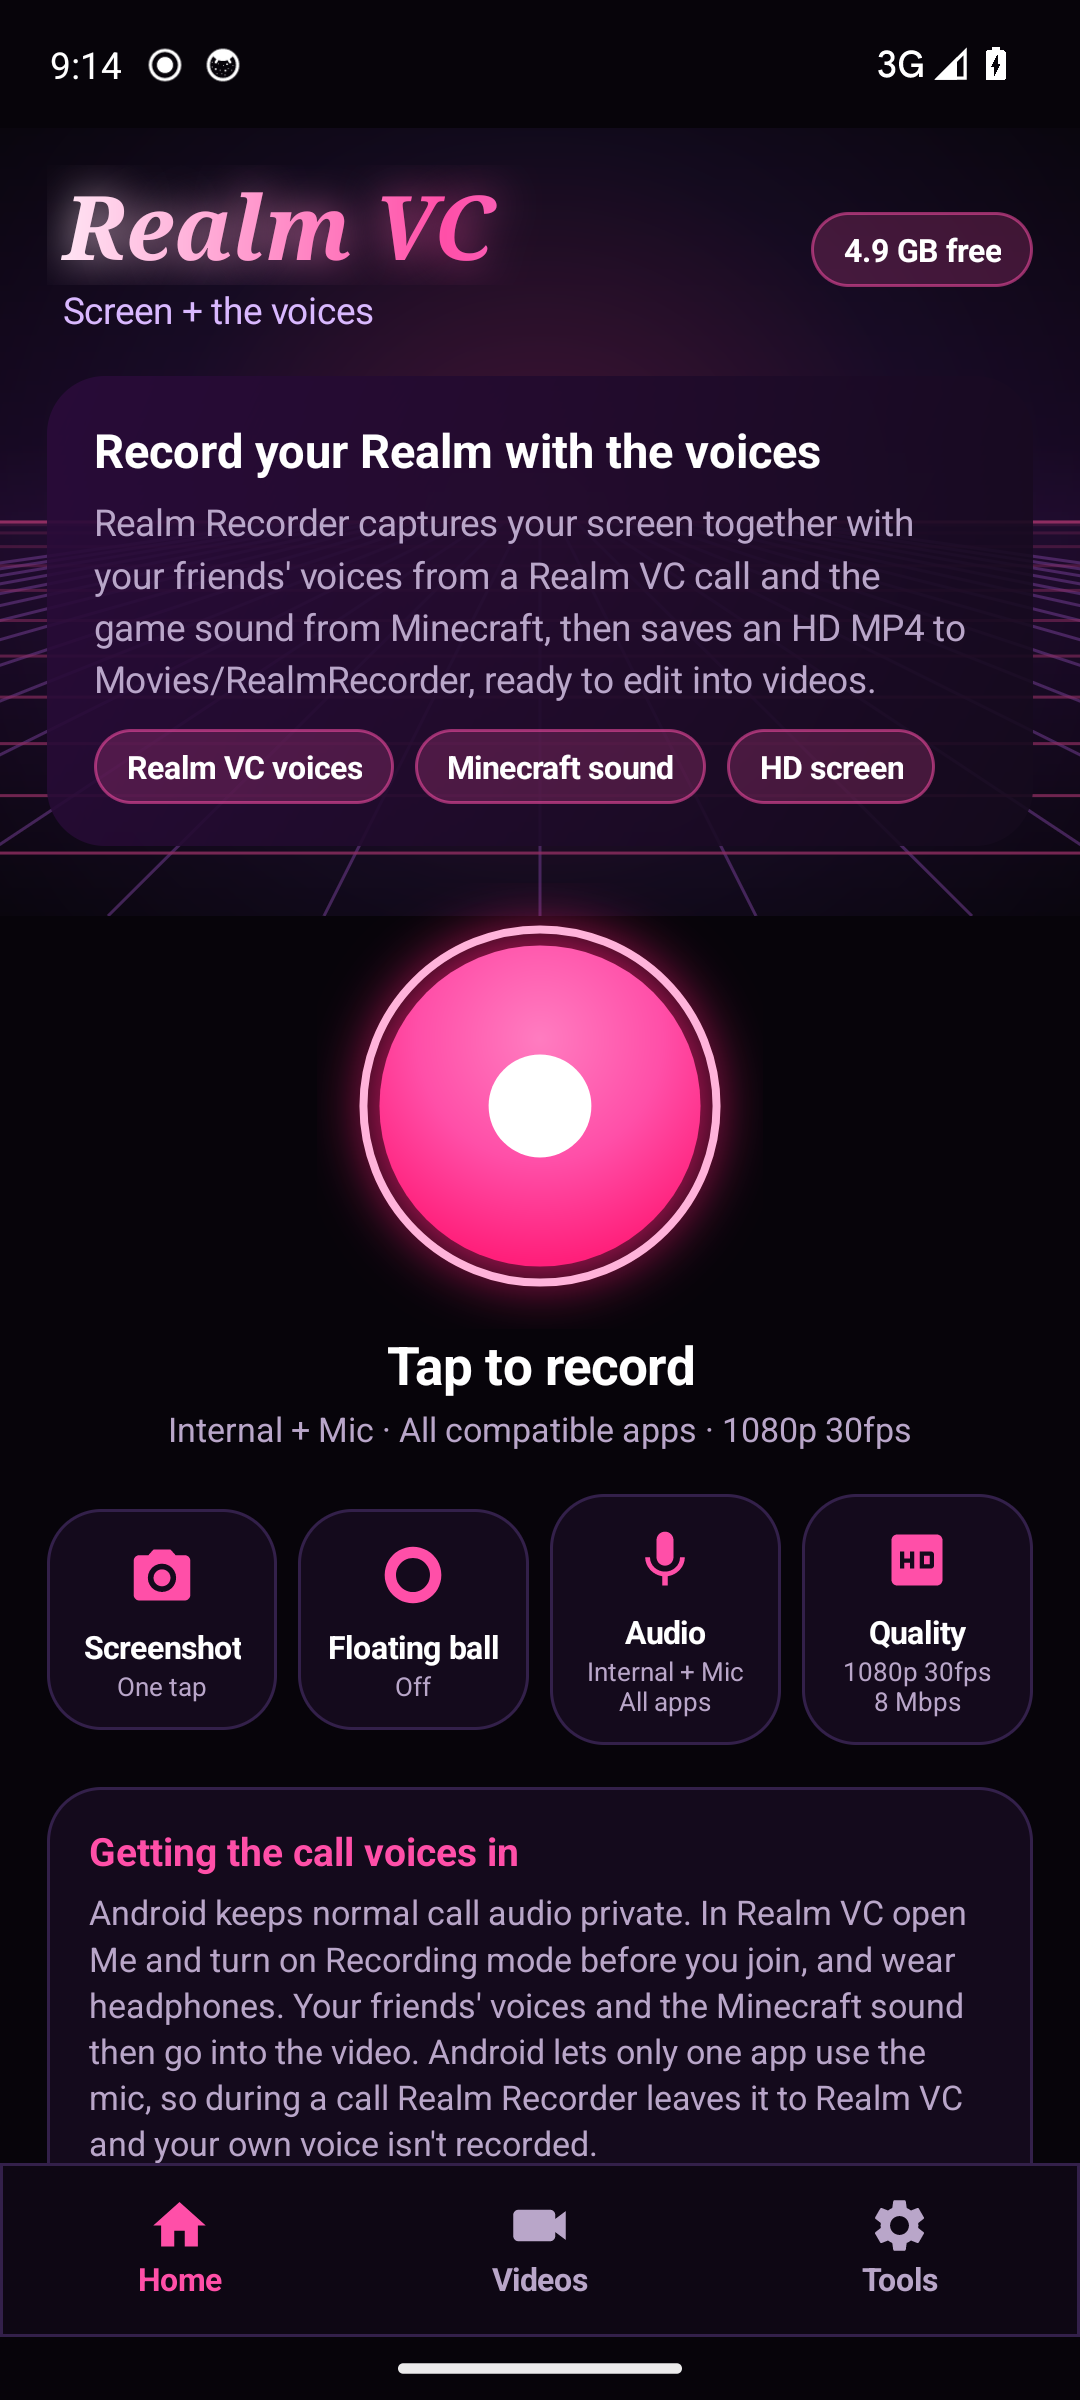 9:14
3G
Realm VC
4.9 GB free
Screen + the voices
Record your Realm with the voices
Realm Recorder captures your screen together with
your friends' voices from a Realm VC call and the
game sound from Minecraft, then saves an HD MP4 to
Movies/RealmRecorder, ready to edit into videos.
Realm VC voices
Minecraft sound
HD screen
Tap to record
Internal + Mic · All compatible apps · 1080p 30fps
Screenshot
One tap
Floating ball
Off
Audio
Internal + Mic
All apps
HD
Quality
1080p 30fps
8 Mbps
Getting the call voices in
Android keeps normal call audio private. In Realm VC open
Me and turn on Recording mode before you join, and wear
headphones. Your friends' voices and the Minecraft sound
then go into the video. Android lets only one app use the
mic, so during a call Realm Recorder leaves it to Realm VC
and your own voice isn't recorded.
Home
Videos
Tools